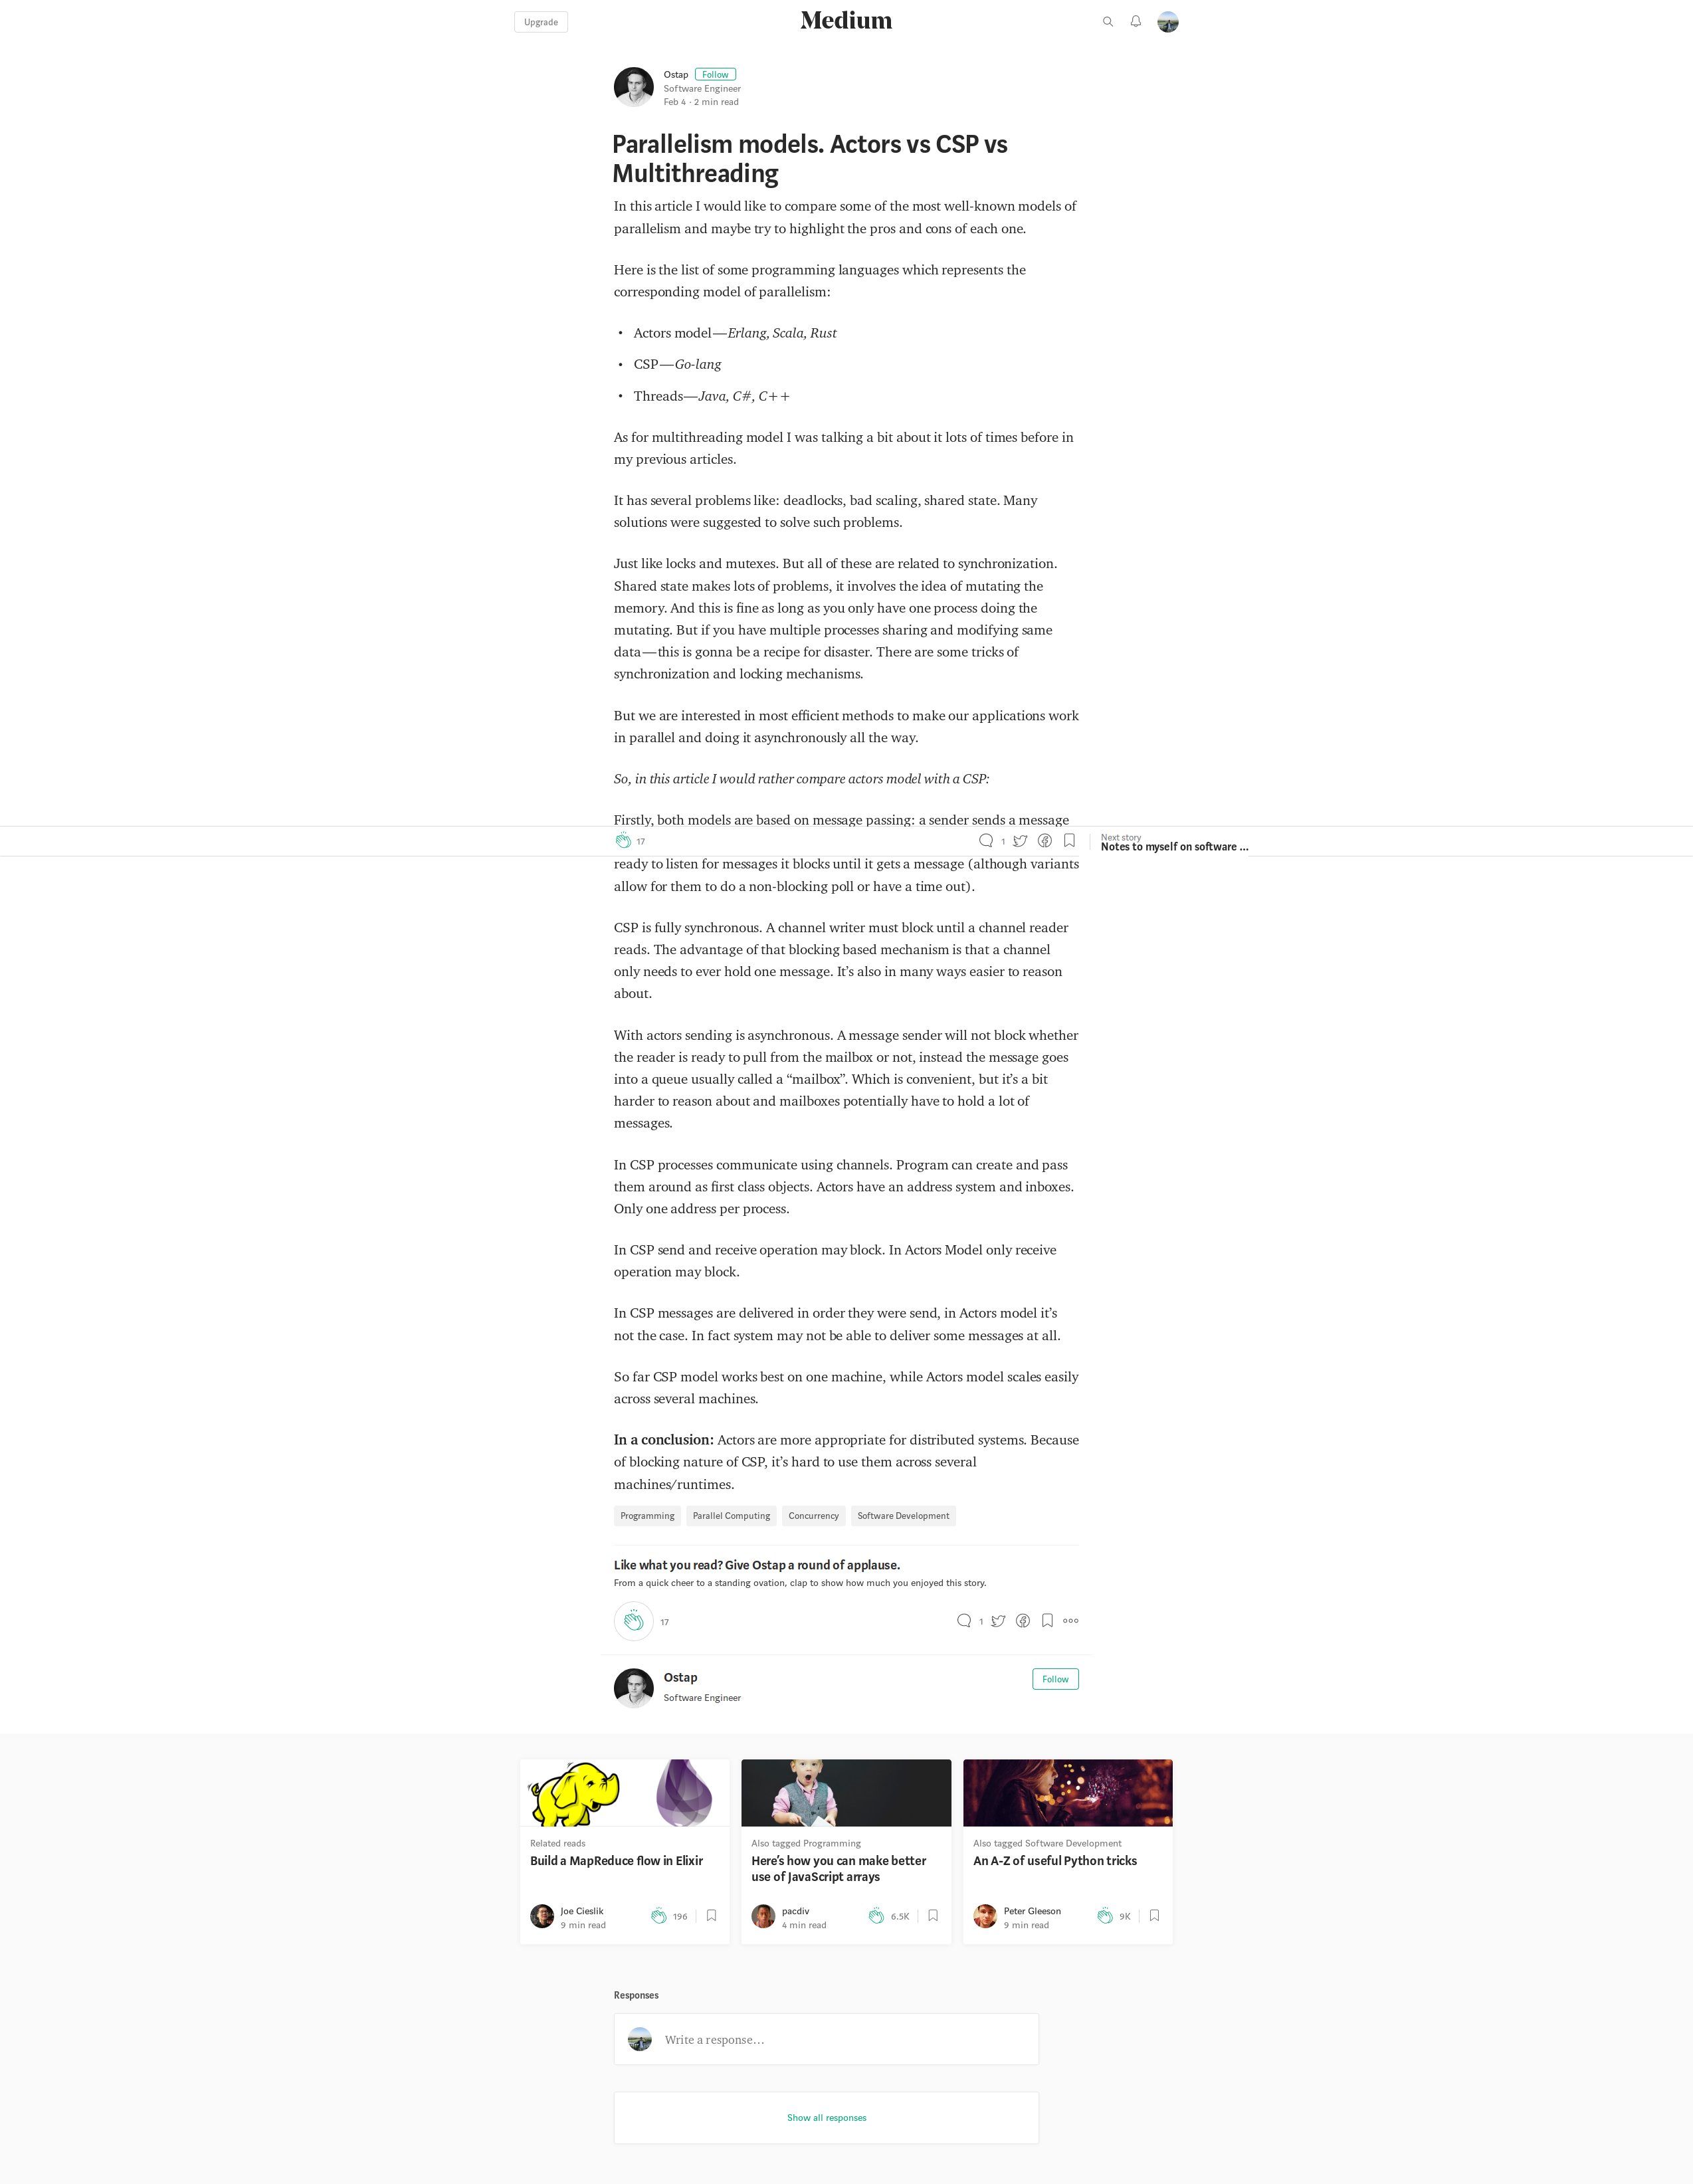 Upgrade
Medium
Ostap Follow
Software Engineer
Feb 4 · 2 min read
Parallelism models. Actors vs CSP vs
Multithreading
In this article I would like to compare some of the most well-known models of
parallelism and maybe try to highlight the pros and cons of each one.
Here is the list of some programming languages which represents the
corresponding model of parallelism:
• Actors model — Erlang, Scala, Rust
• CSP — Go-lang
• Threads — Java, C#, C++
As for multithreading model I was talking a bit about it lots of times before in
my previous articles.
It has several problems like: deadlocks, bad scaling, shared state. Many
solutions were suggested to solve such problems.
Just like locks and mutexes. But all of these are related to synchronization.
Shared state makes lots of problems, it involves the idea of mutating the
memory. And this is fine as long as you only have one process doing the
mutating. But if you have multiple processes sharing and modifying same
data — this is gonna be a recipe for disaster. There are some tricks of
synchronization and locking mechanisms.
But we are interested in most efficient methods to make our applications work
in parallel and doing it asynchronously all the way.
So, in this article I would rather compare actors model with a CSP:
Firstly, both models are based on message passing: a sender sends a message
17 1 Next story
Notes to myself on software …
ready to listen for messages it blocks until it gets a message (although variants
allow for them to do a non-blocking poll or have a time out).
CSP is fully synchronous. A channel writer must block until a channel reader
reads. The advantage of that blocking based mechanism is that a channel
only needs to ever hold one message. It’s also in many ways easier to reason
about.
With actors sending is asynchronous. A message sender will not block whether
the reader is ready to pull from the mailbox or not, instead the message goes
into a queue usually called a “mailbox”. Which is convenient, but it’s a bit
harder to reason about and mailboxes potentially have to hold a lot of
messages.
In CSP processes communicate using channels. Program can create and pass
them around as first class objects. Actors have an address system and inboxes.
Only one address per process.
In CSP send and receive operation may block. In Actors Model only receive
operation may block.
In CSP messages are delivered in order they were send, in Actors model it’s
not the case. In fact system may not be able to deliver some messages at all.
So far CSP model works best on one machine, while Actors model scales easily
across several machines.
In a conclusion: Actors are more appropriate for distributed systems. Because
of blocking nature of CSP, it’s hard to use them across several
machines/runtimes.
Programming Parallel Computing Concurrency Software Development
Like what you read? Give Ostap a round of applause.
From a quick cheer to a standing ovation, clap to show how much you enjoyed this story.
17 1
Ostap Follow
Software Engineer
Related reads
Build a MapReduce flow in Elixir
Joe Cieslik
9 min read
196
Also tagged Programming
Here’s how you can make better
use of JavaScript arrays
pacdiv
4 min read
6.5K
Also tagged Software Development
An A-Z of useful Python tricks
Peter Gleeson
9 min read
9K
Responses
Write a response…
Show all responses